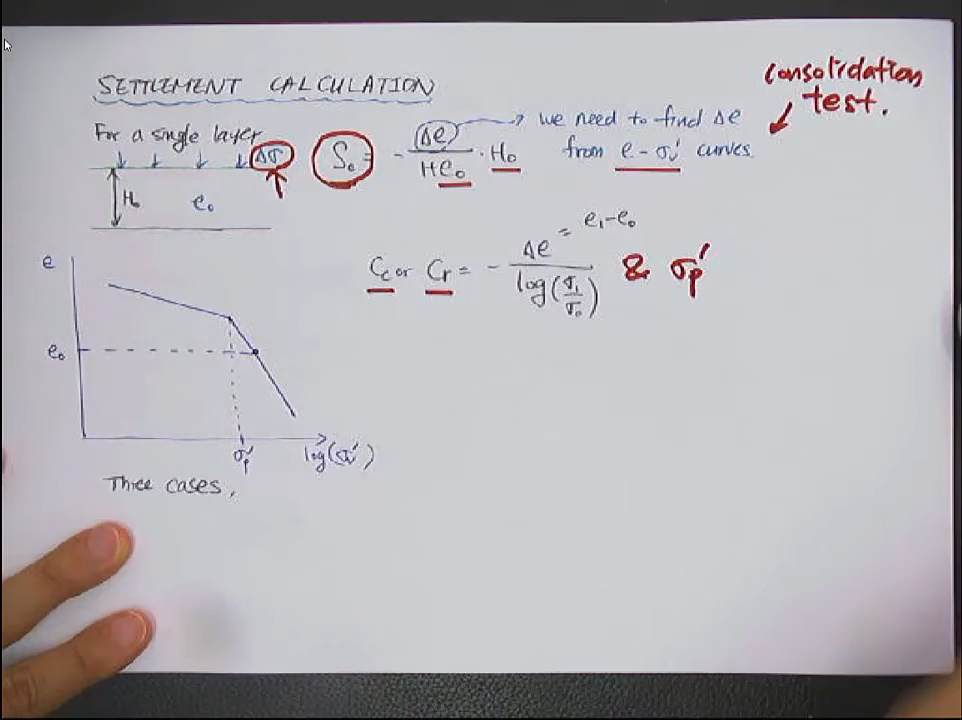 SETTLEMENT CALCULATION
consolidation
test.
For a single layer
Δσ
S₀ = - Δe / 1+e₀ · H₀
we need to find Δe
from e - σᵥ' curves.
H₀
e₀
Cc or Cr = - Δe / log(σ₁/σ₀) & σp'
= e₁-e₀
e
e₀
σp'
log(σᵥ')
Three cases,